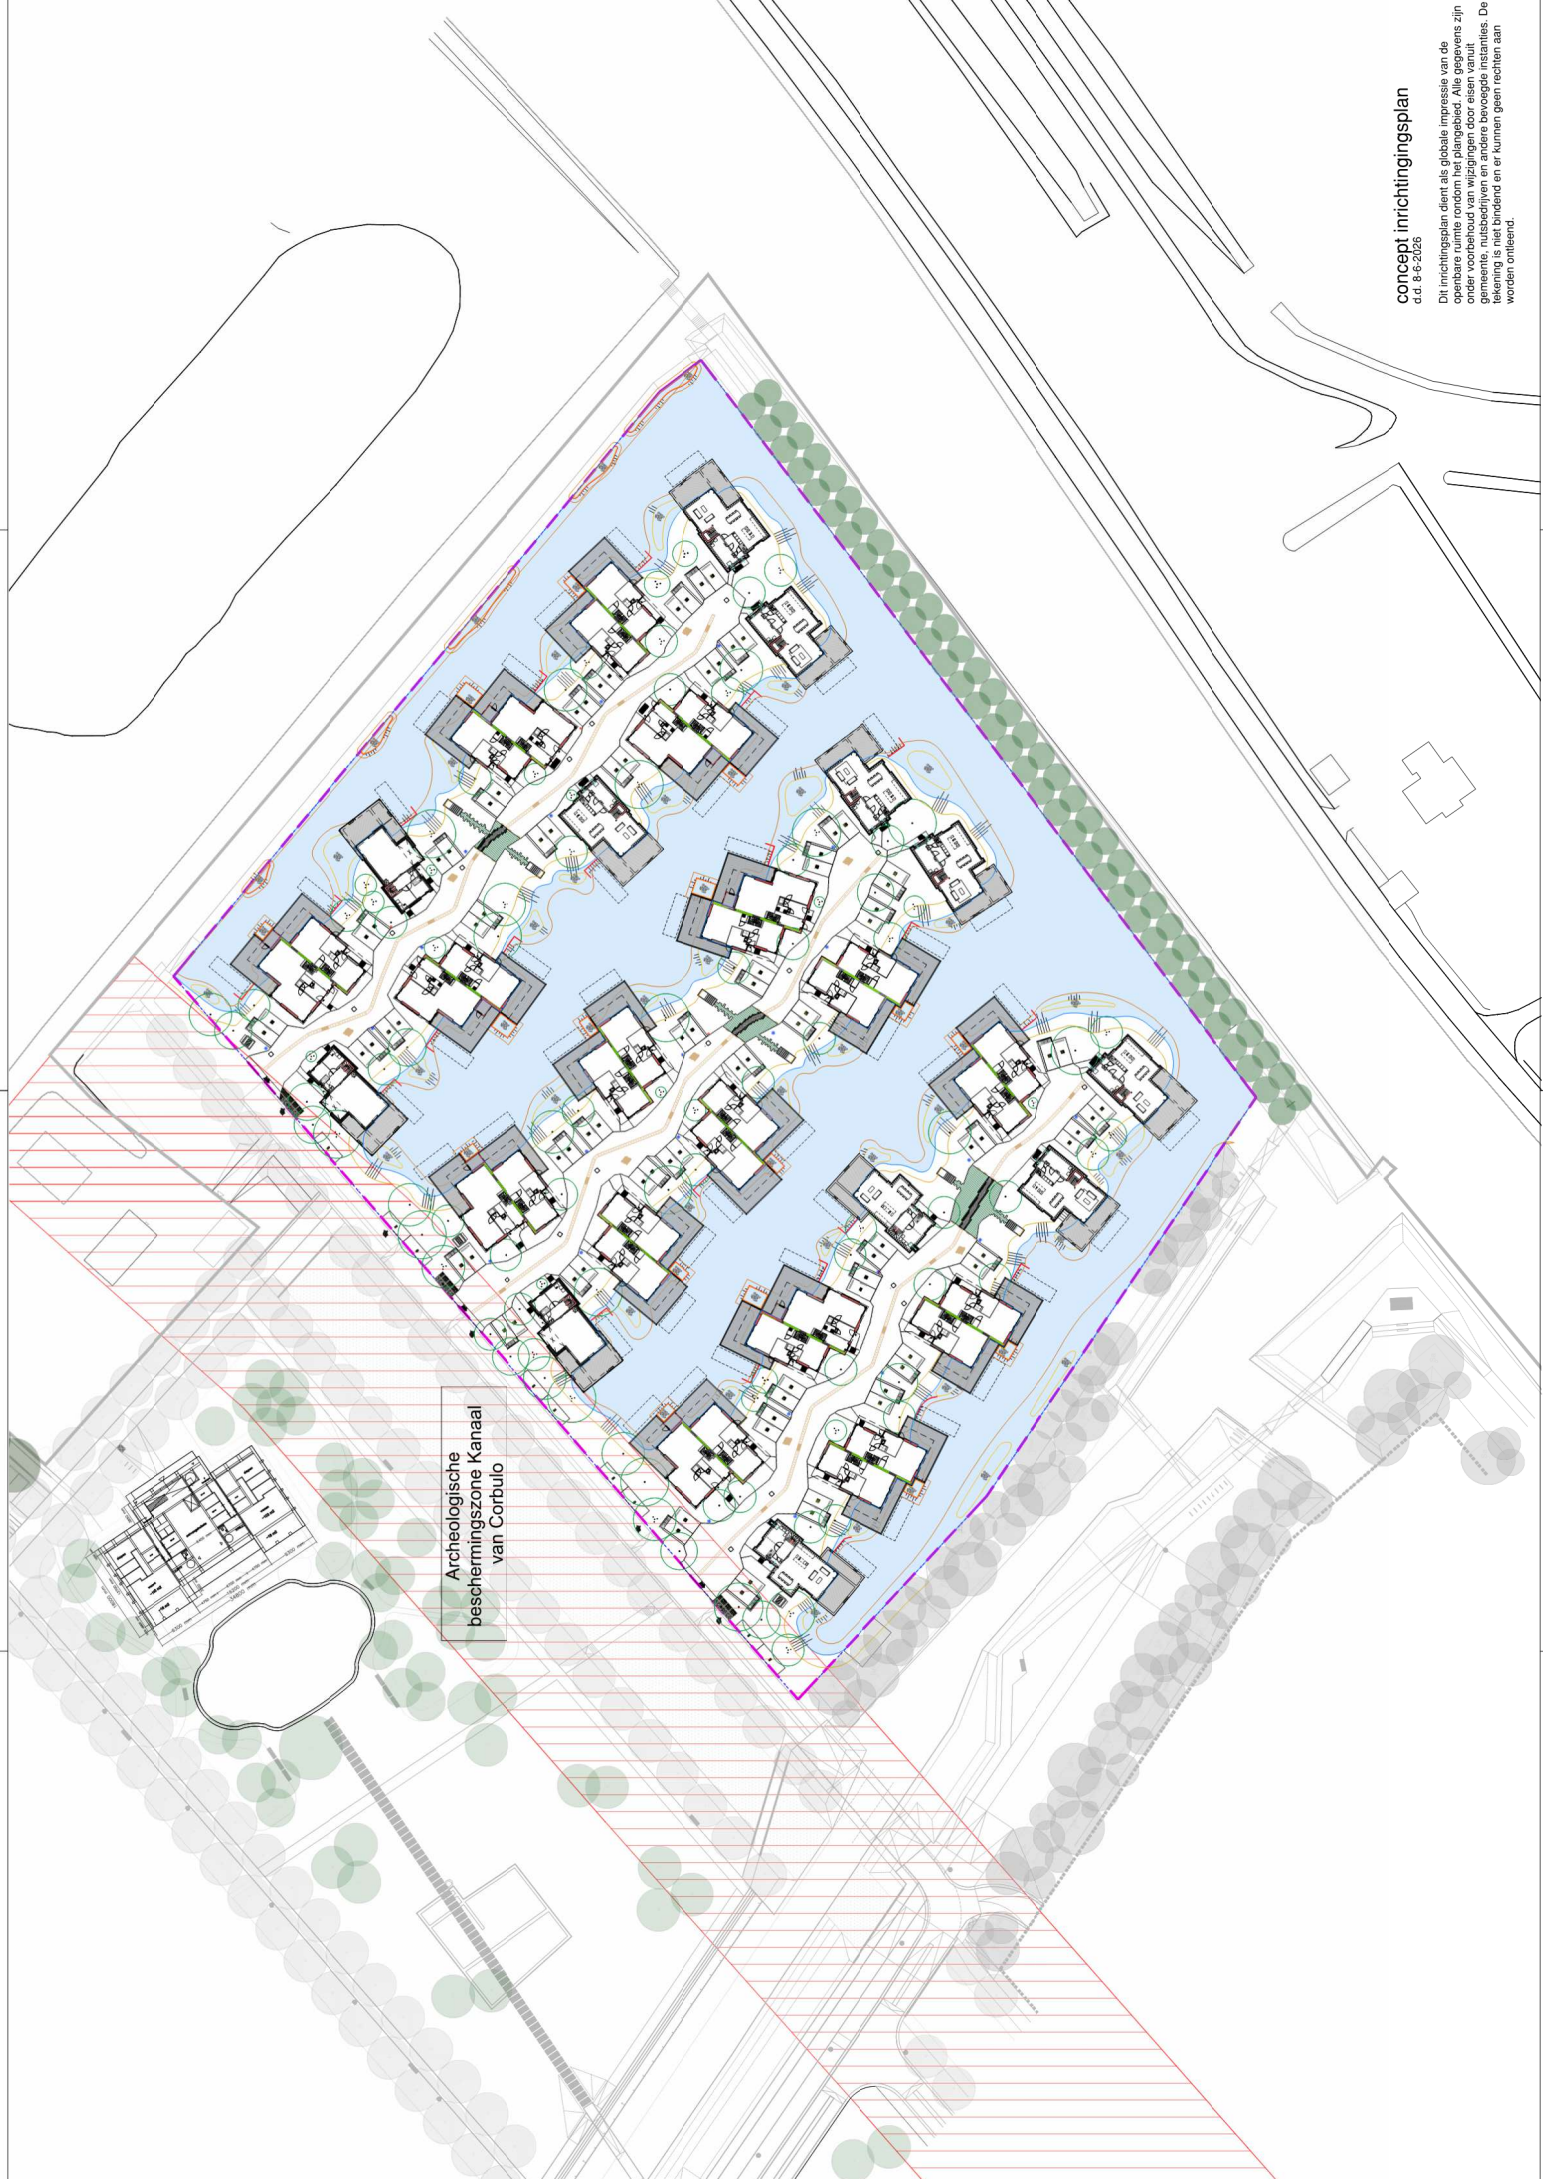 concept inrichtingingsplan
d.d. 8-6-2026
Dit inrichtingsplan dient als globale impressie van de
openbare ruimte rondom het plangebied. Alle gegevens zijn
onder voorbehoud van wijzigingen door eisen vanuit
gemeente, nutsbedrijven en andere bevoegde instanties. De
tekening is niet bindend en er kunnen geen rechten aan
worden ontleend.
Archeologische
beschermingszone Kanaal
van Corbulo